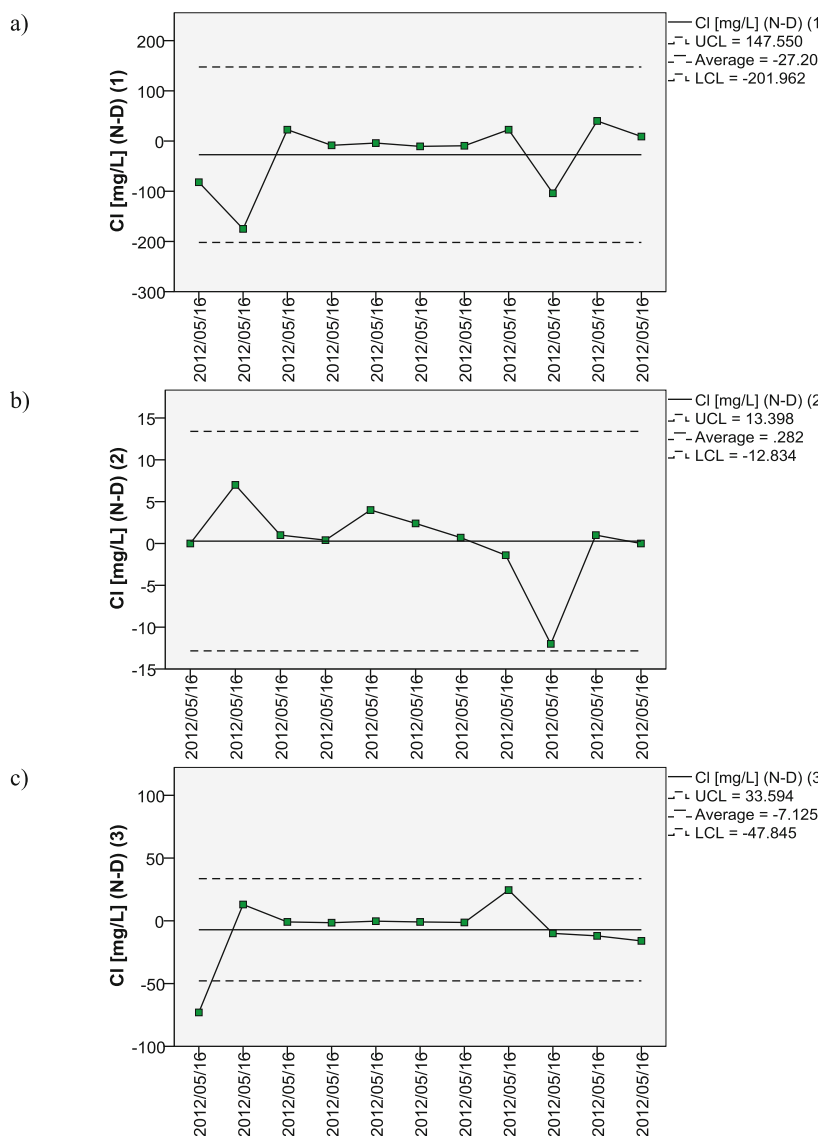 a)
Cl [mg/L] (N-D) (1
UCL = 147.550
Average = -27.20
LCL = -201.962
Cl [mg/L] (N-D) (1)
200
100
0
-100
-200
-300
2012/05/16
2012/05/16
2012/05/16
2012/05/16
2012/05/16
2012/05/16
2012/05/16
2012/05/16
2012/05/16
2012/05/16
2012/05/16
b)
Cl [mg/L] (N-D) (2
UCL = 13.398
Average = .282
LCL = -12.834
Cl [mg/L] (N-D) (2)
15
10
5
0
-5
-10
-15
2012/05/16
2012/05/16
2012/05/16
2012/05/16
2012/05/16
2012/05/16
2012/05/16
2012/05/16
2012/05/16
2012/05/16
2012/05/16
c)
Cl [mg/L] (N-D) (3
UCL = 33.594
Average = -7.125
LCL = -47.845
Cl [mg/L] (N-D) (3)
100
50
0
-50
-100
2012/05/16
2012/05/16
2012/05/16
2012/05/16
2012/05/16
2012/05/16
2012/05/16
2012/05/16
2012/05/16
2012/05/16
2012/05/16